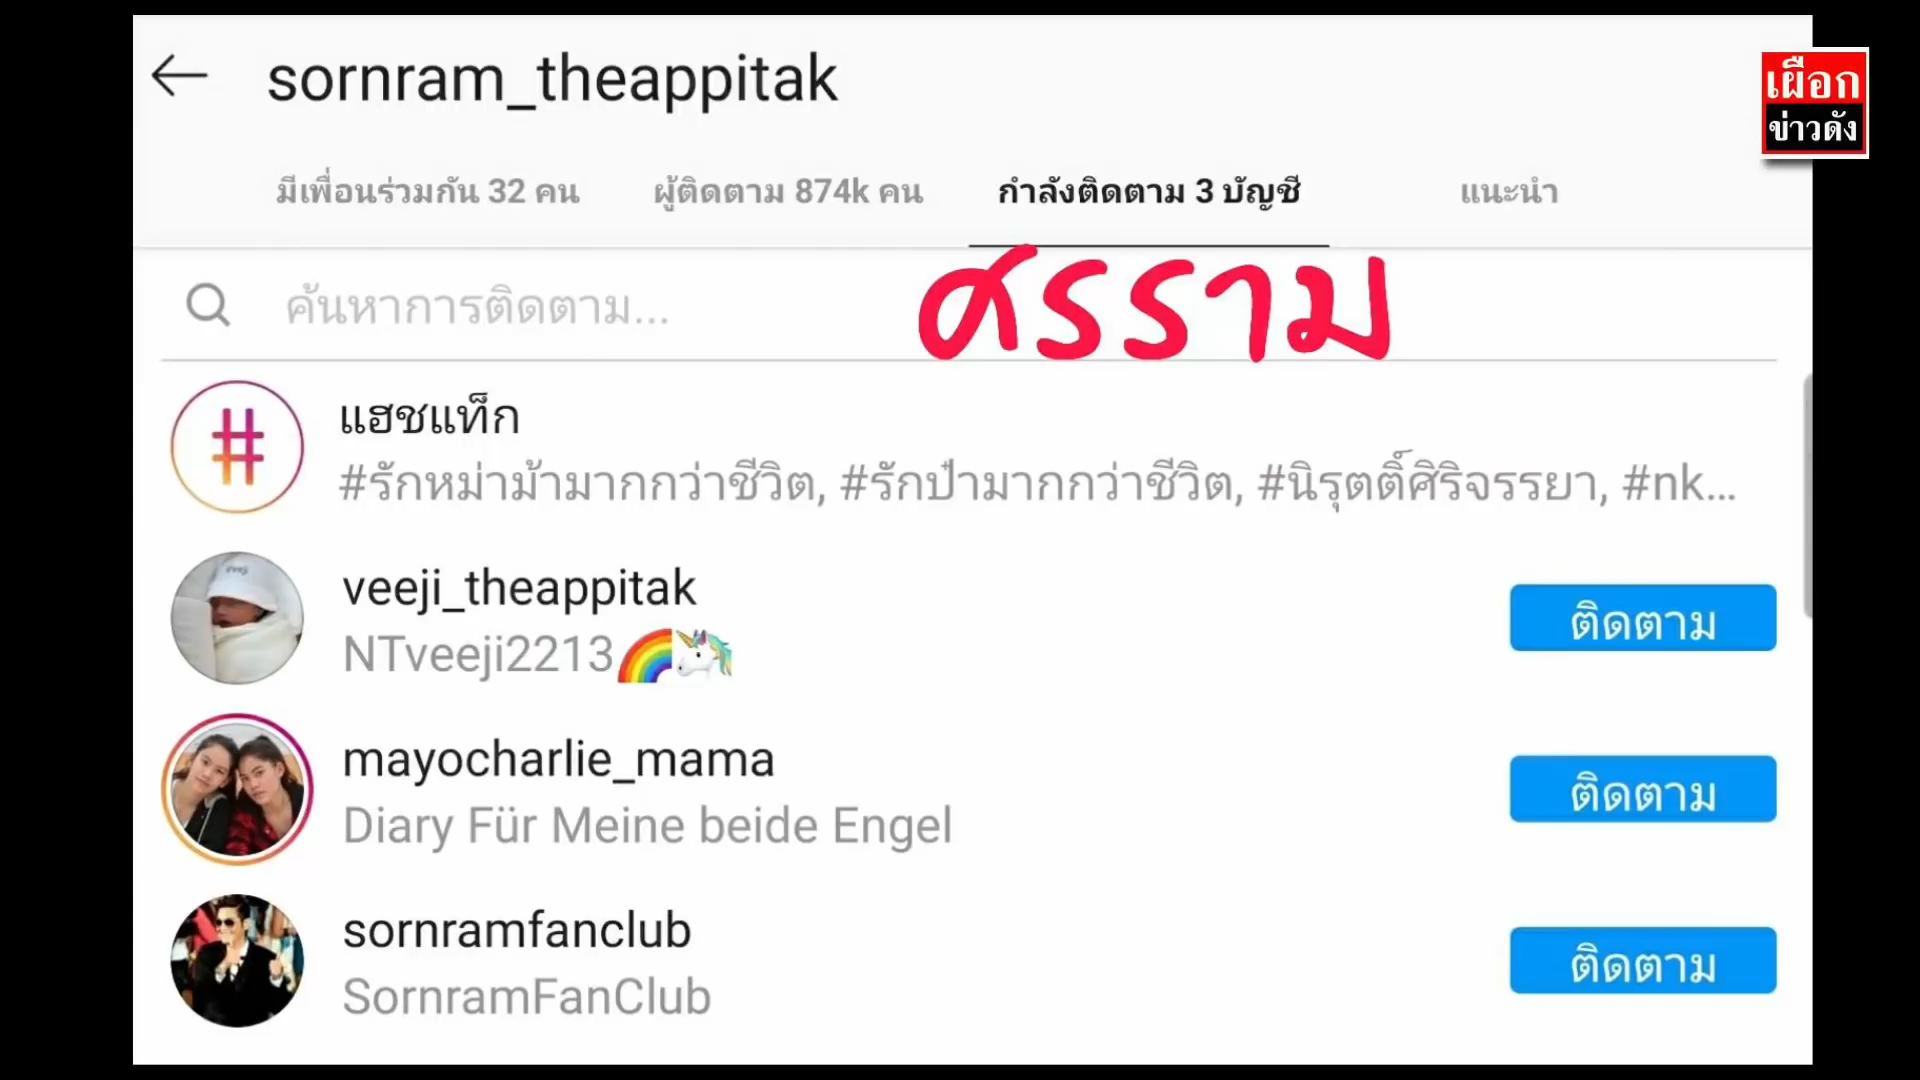 sornram_theappitak
เผือก
ข่าวดัง
มีเพื่อนร่วมกัน 32 คน ผู้ติดตาม 874k คน กำลังติดตาม 3 บัญชี แนะนำ
ค้นหาการติดตาม...
ศรราม
แฮชแท็ก
#รักหม่าม้ามากกว่าชีวิต, #รักป๋ามากกว่าชีวิต, #นิรุตติ์ศิริจรรยา, #nk...
veeji_theappitak
NTveeji2213🌈🦄
ติดตาม
mayocharlie_mama
Diary Für Meine beide Engel
ติดตาม
sornramfanclub
SornramFanClub
ติดตาม